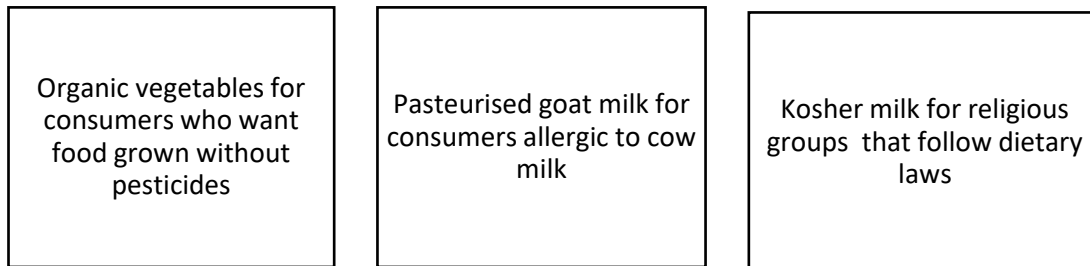 Organic vegetables for
consumers who want
food grown without
pesticides
Pasteurised goat milk for
consumers allergic to cow
milk
Kosher milk for religious
groups  that follow dietary
laws